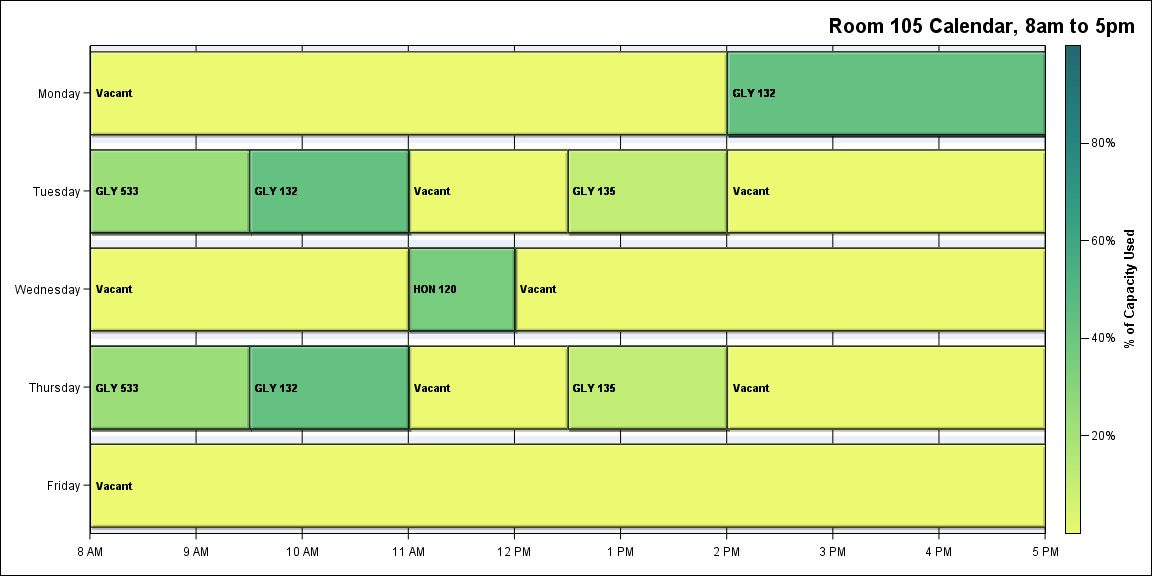 Room 105 Calendar, 8am to 5pm
Monday
Vacant
GLY 132
Tuesday
GLY 533
GLY 132
Vacant
GLY 135
Vacant
Wednesday
Vacant
HON 120
Vacant
Thursday
GLY 533
GLY 132
Vacant
GLY 135
Vacant
Friday
Vacant
8 AM
9 AM
10 AM
11 AM
12 PM
1 PM
2 PM
3 PM
4 PM
5 PM
80%
60%
40%
20%
% of Capacity Used